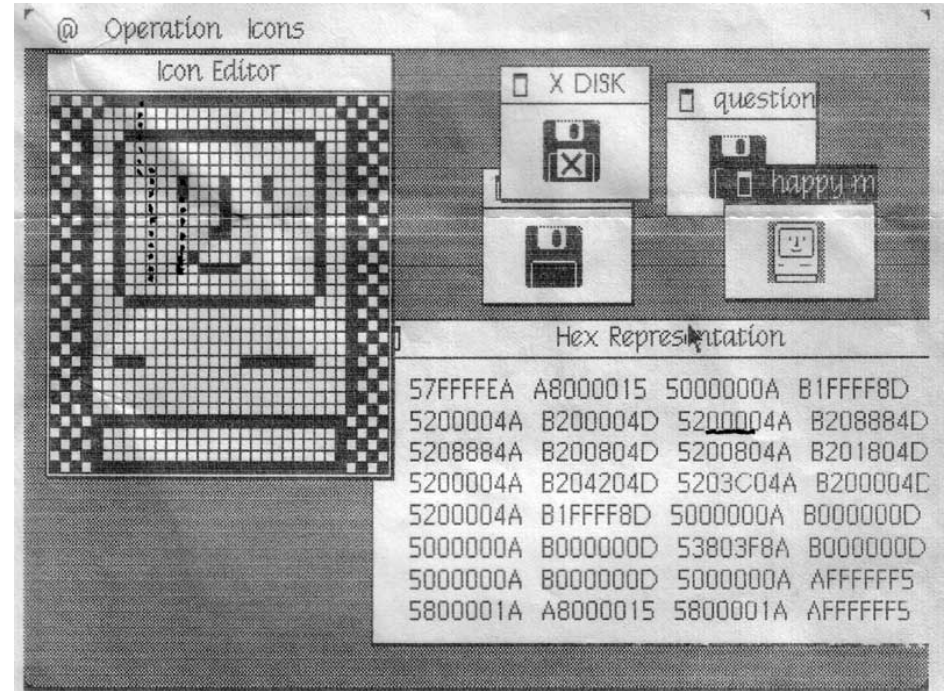 @ Operation Icons
Icon Editor
X DISK
question
happy m
Hex Representation
57FFFFEA A8000015 5000000A B1FFFF8D
5200004A B200004D 5200004A B208884D
5208884A B200804D 5200804A B201804D
5200004A B204204D 5203C04A B200004D
5200004A B1FFFF8D 5000000A B000000D
5000000A B000000D 53803F8A B000000D
5000000A B000000D 5000000A AFFFFFF5
5800001A A8000015 5800001A AFFFFFF5